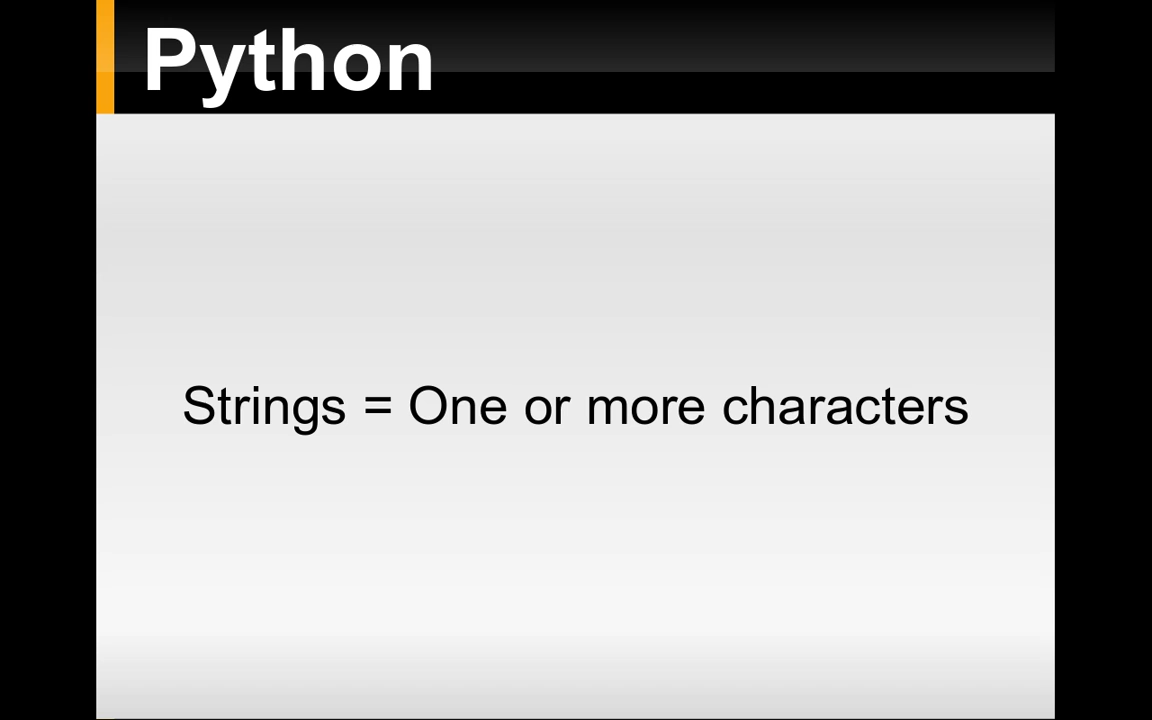 Python
Strings = One or more characters